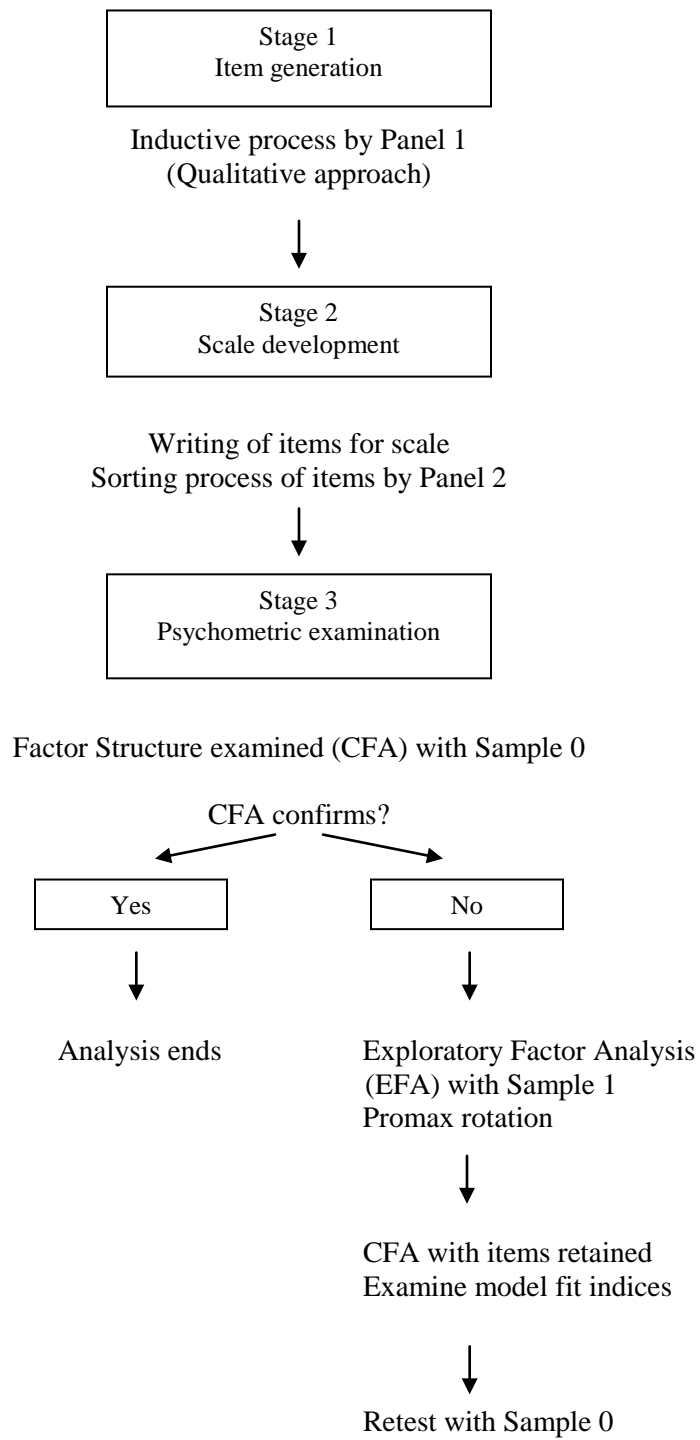 Stage 1
Item generation
Inductive process by Panel 1
(Qualitative approach)
Stage 2
Scale development
Writing of items for scale
Sorting process of items by Panel 2
Stage 3
Psychometric examination
Factor Structure examined (CFA) with Sample 0
CFA confirms?
Yes
No
Analysis ends
Exploratory Factor Analysis
(EFA) with Sample 1
Promax rotation
CFA with items retained
Examine model fit indices
Retest with Sample 0